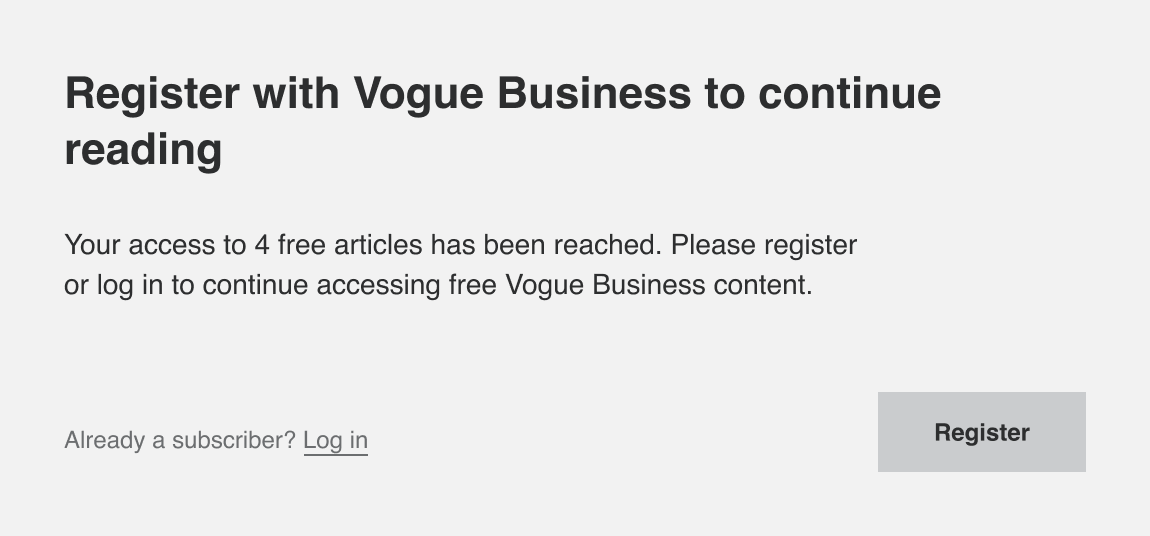 Register with Vogue Business to continue
reading
Your access to 4 free articles has been reached. Please register
or log in to continue accessing free Vogue Business content.
Already a subscriber? Log in
Register